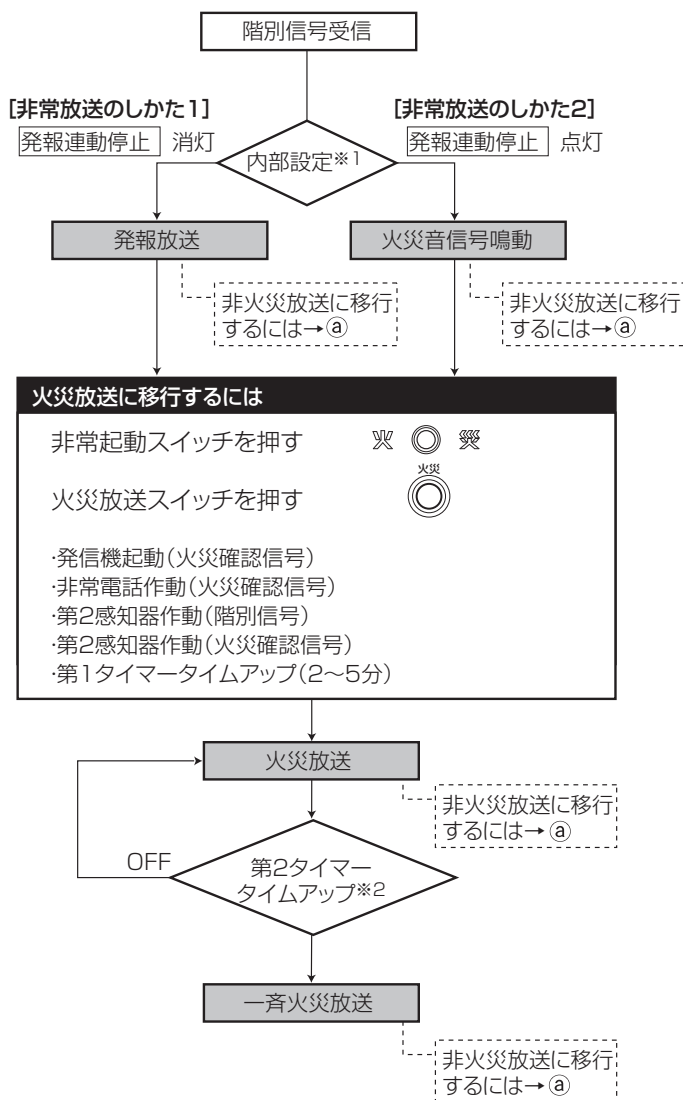 階別信号受信
[非常放送のしかた1]
発報連動停止 消灯
[非常放送のしかた2]
発報連動停止 点灯
内部設定※1
発報放送
火災音信号鳴動
非火災放送に移行
するには→ⓐ
非火災放送に移行
するには→ⓐ
火災放送に移行するには
非常起動スイッチを押す 火 災
火災
火災放送スイッチを押す
・発信機起動(火災確認信号)
・非常電話作動(火災確認信号)
・第2感知器作動(階別信号)
・第2感知器作動(火災確認信号)
・第1タイマータイムアップ(2〜5分)
火災放送
非火災放送に移行
するには→ⓐ
OFF
第2タイマー
タイムアップ※2
一斉火災放送
非火災放送に移行
するには→ⓐ